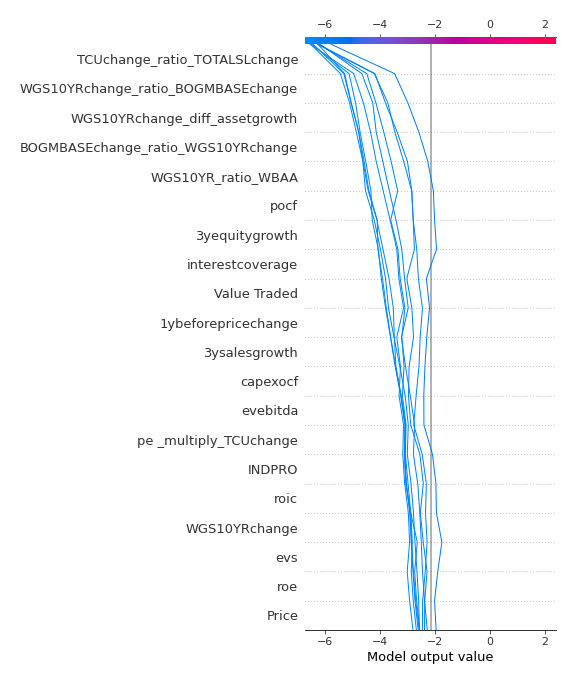 −6 −4 −2 0 2
TCUchange_ratio_TOTALSLchange
WGS10YRchange_ratio_BOGMBASEchange
WGS10YRchange_diff_assetgrowth
BOGMBASEchange_ratio_WGS10YRchange
WGS10YR_ratio_WBAA
pocf
3yequitygrowth
interestcoverage
Value Traded
1ybeforepricechange
3ysalesgrowth
capexocf
evebitda
pe _multiply_TCUchange
INDPRO
roic
WGS10YRchange
evs
roe
Price
−6 −4 −2 0 2
Model output value